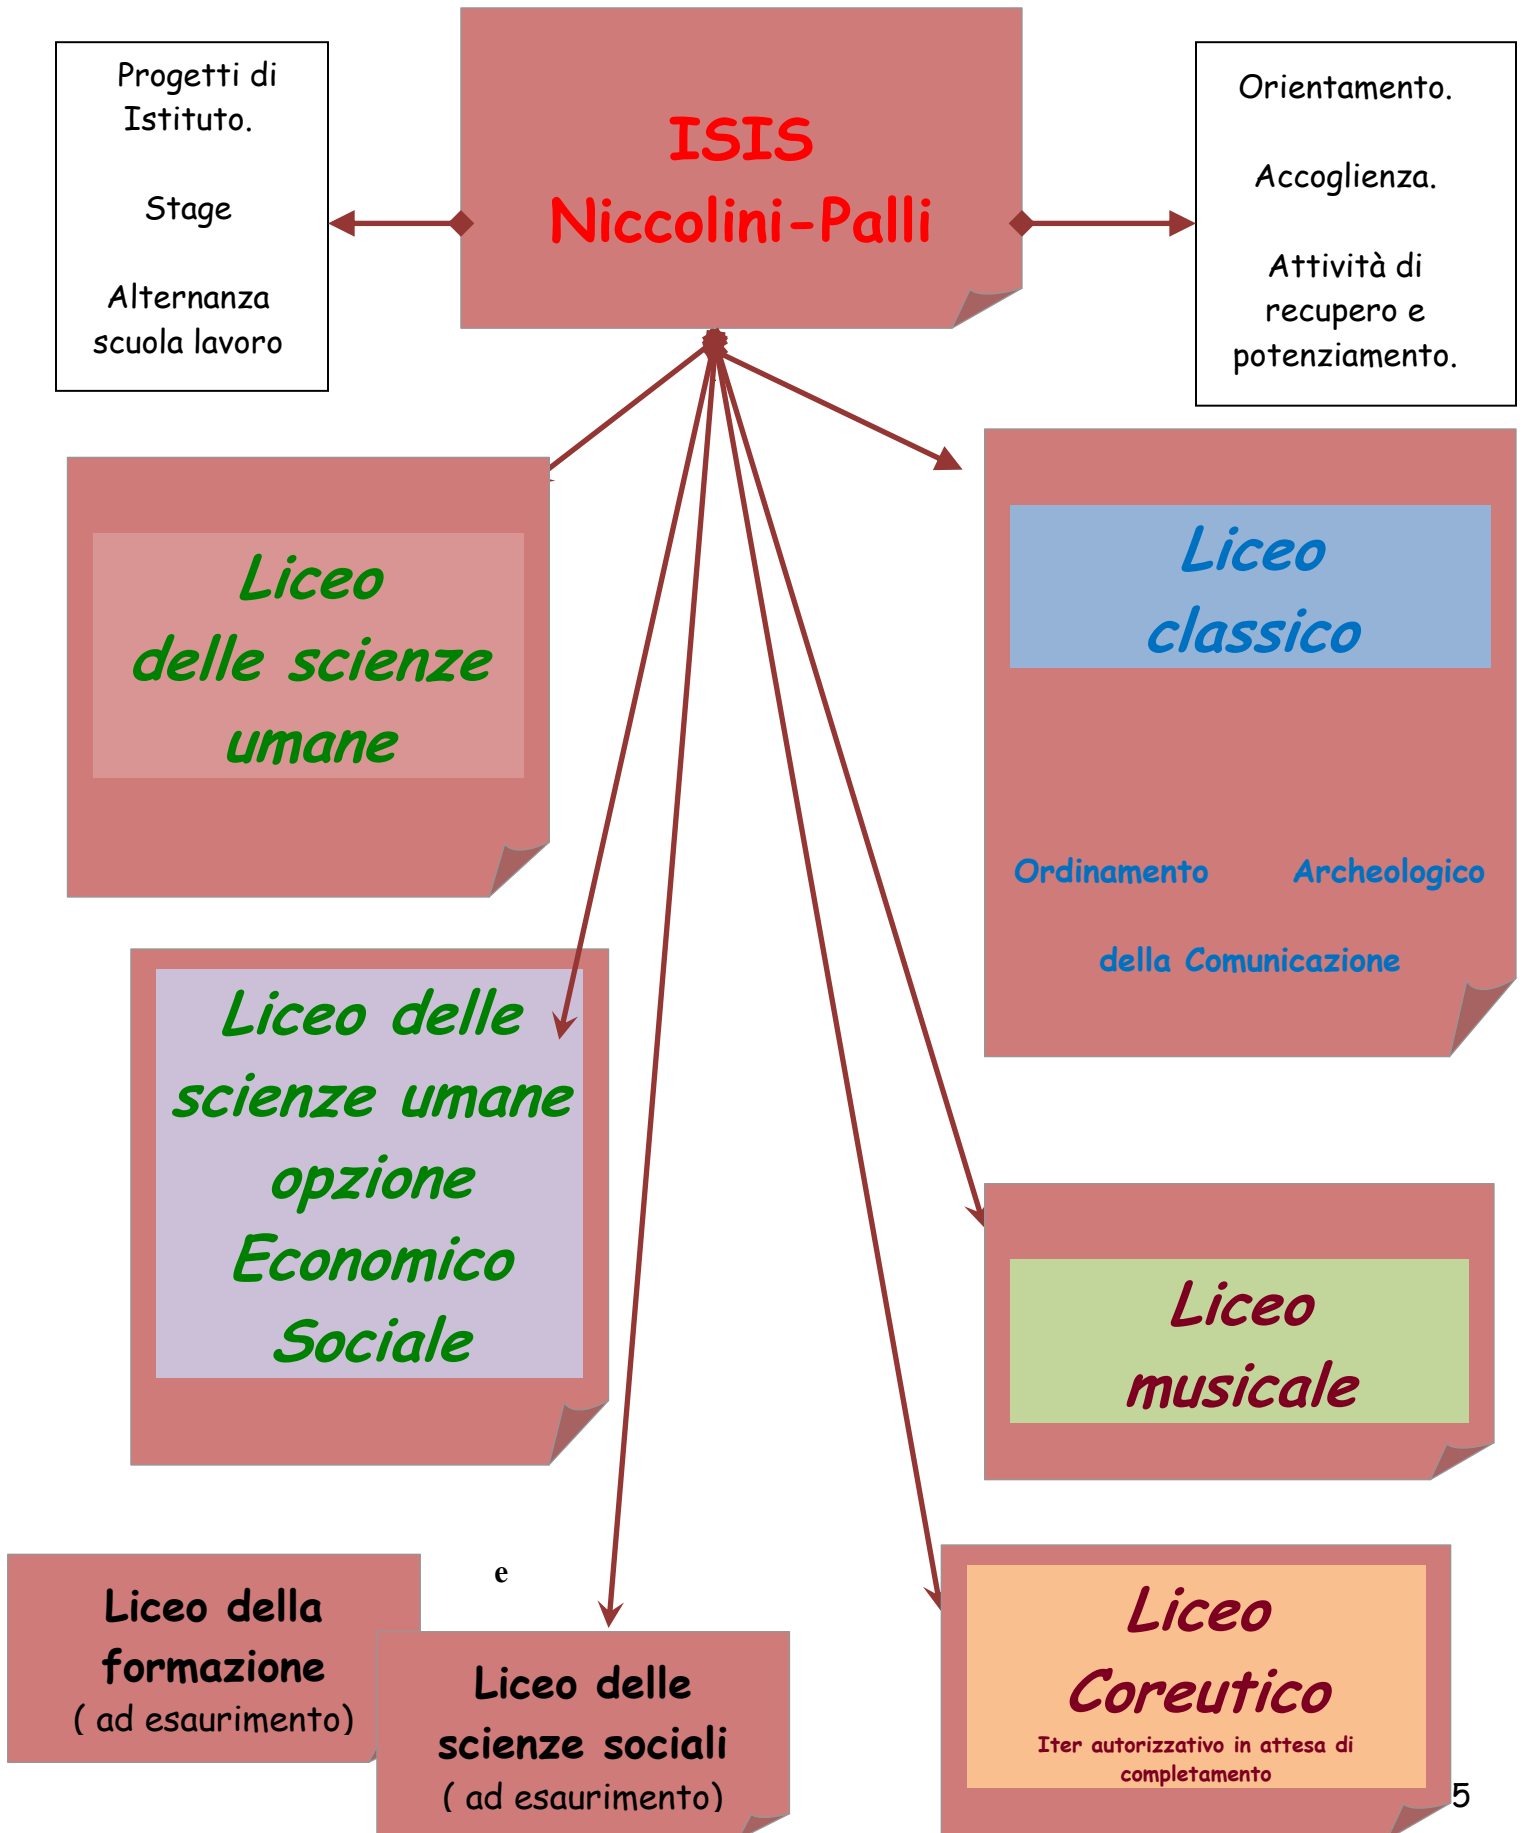 Progetti di
Istituto.
Stage
Alternanza
scuola lavoro
ISIS
Niccolini-Palli
Orientamento.
Accoglienza.
Attività di
recupero e
potenziamento.
Liceo
delle scienze
umane
Liceo
classico
Ordinamento Archeologico
della Comunicazione
Liceo delle
scienze umane
opzione
Economico
Sociale
Liceo
musicale
Liceo della
formazione
( ad esaurimento)
e
Liceo delle
scienze sociali
( ad esaurimento)
Liceo
Coreutico
Iter autorizzativo in attesa di
completamento
5